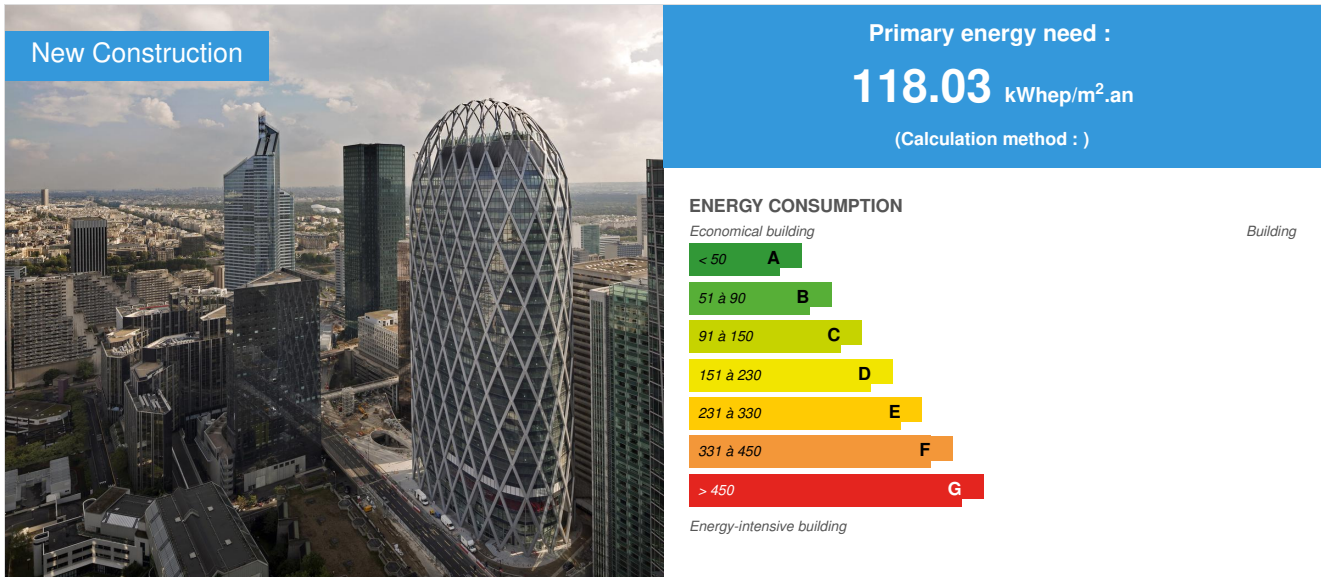 New Construction
Primary energy need :
118.03 kWhep/m².an
(Calculation method : )
ENERGY CONSUMPTION
Economical building
Building
< 50 A
51 à 90 B
91 à 150 C
151 à 230 D
231 à 330 E
331 à 450 F
> 450 G
Energy-intensive building